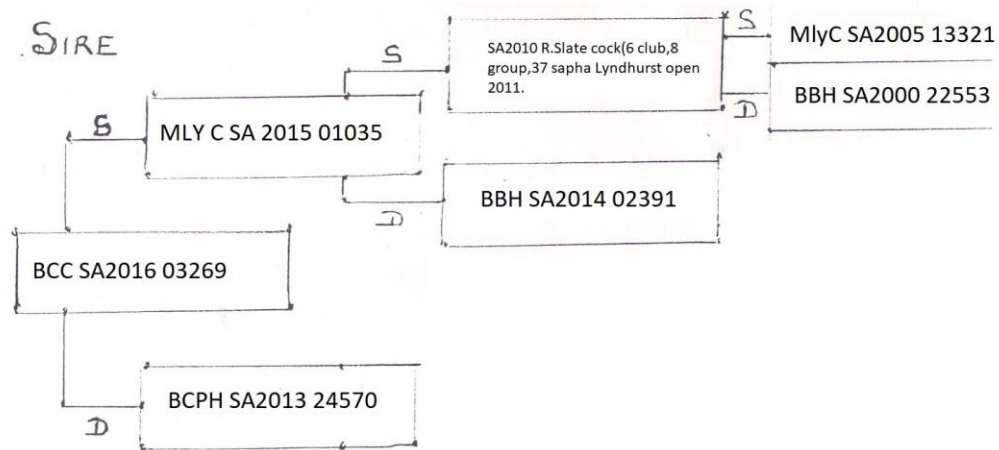 SIRE
S
S
S
MlyC SA2005 13321
SA2010 R.Slate cock(6 club,8
group,37 sapha Lyndhurst open
2011.
D
BBH SA2000 22553
MLY C SA 2015 01035
D
BBH SA2014 02391
BCC SA2016 03269
D
BCPH SA2013 24570